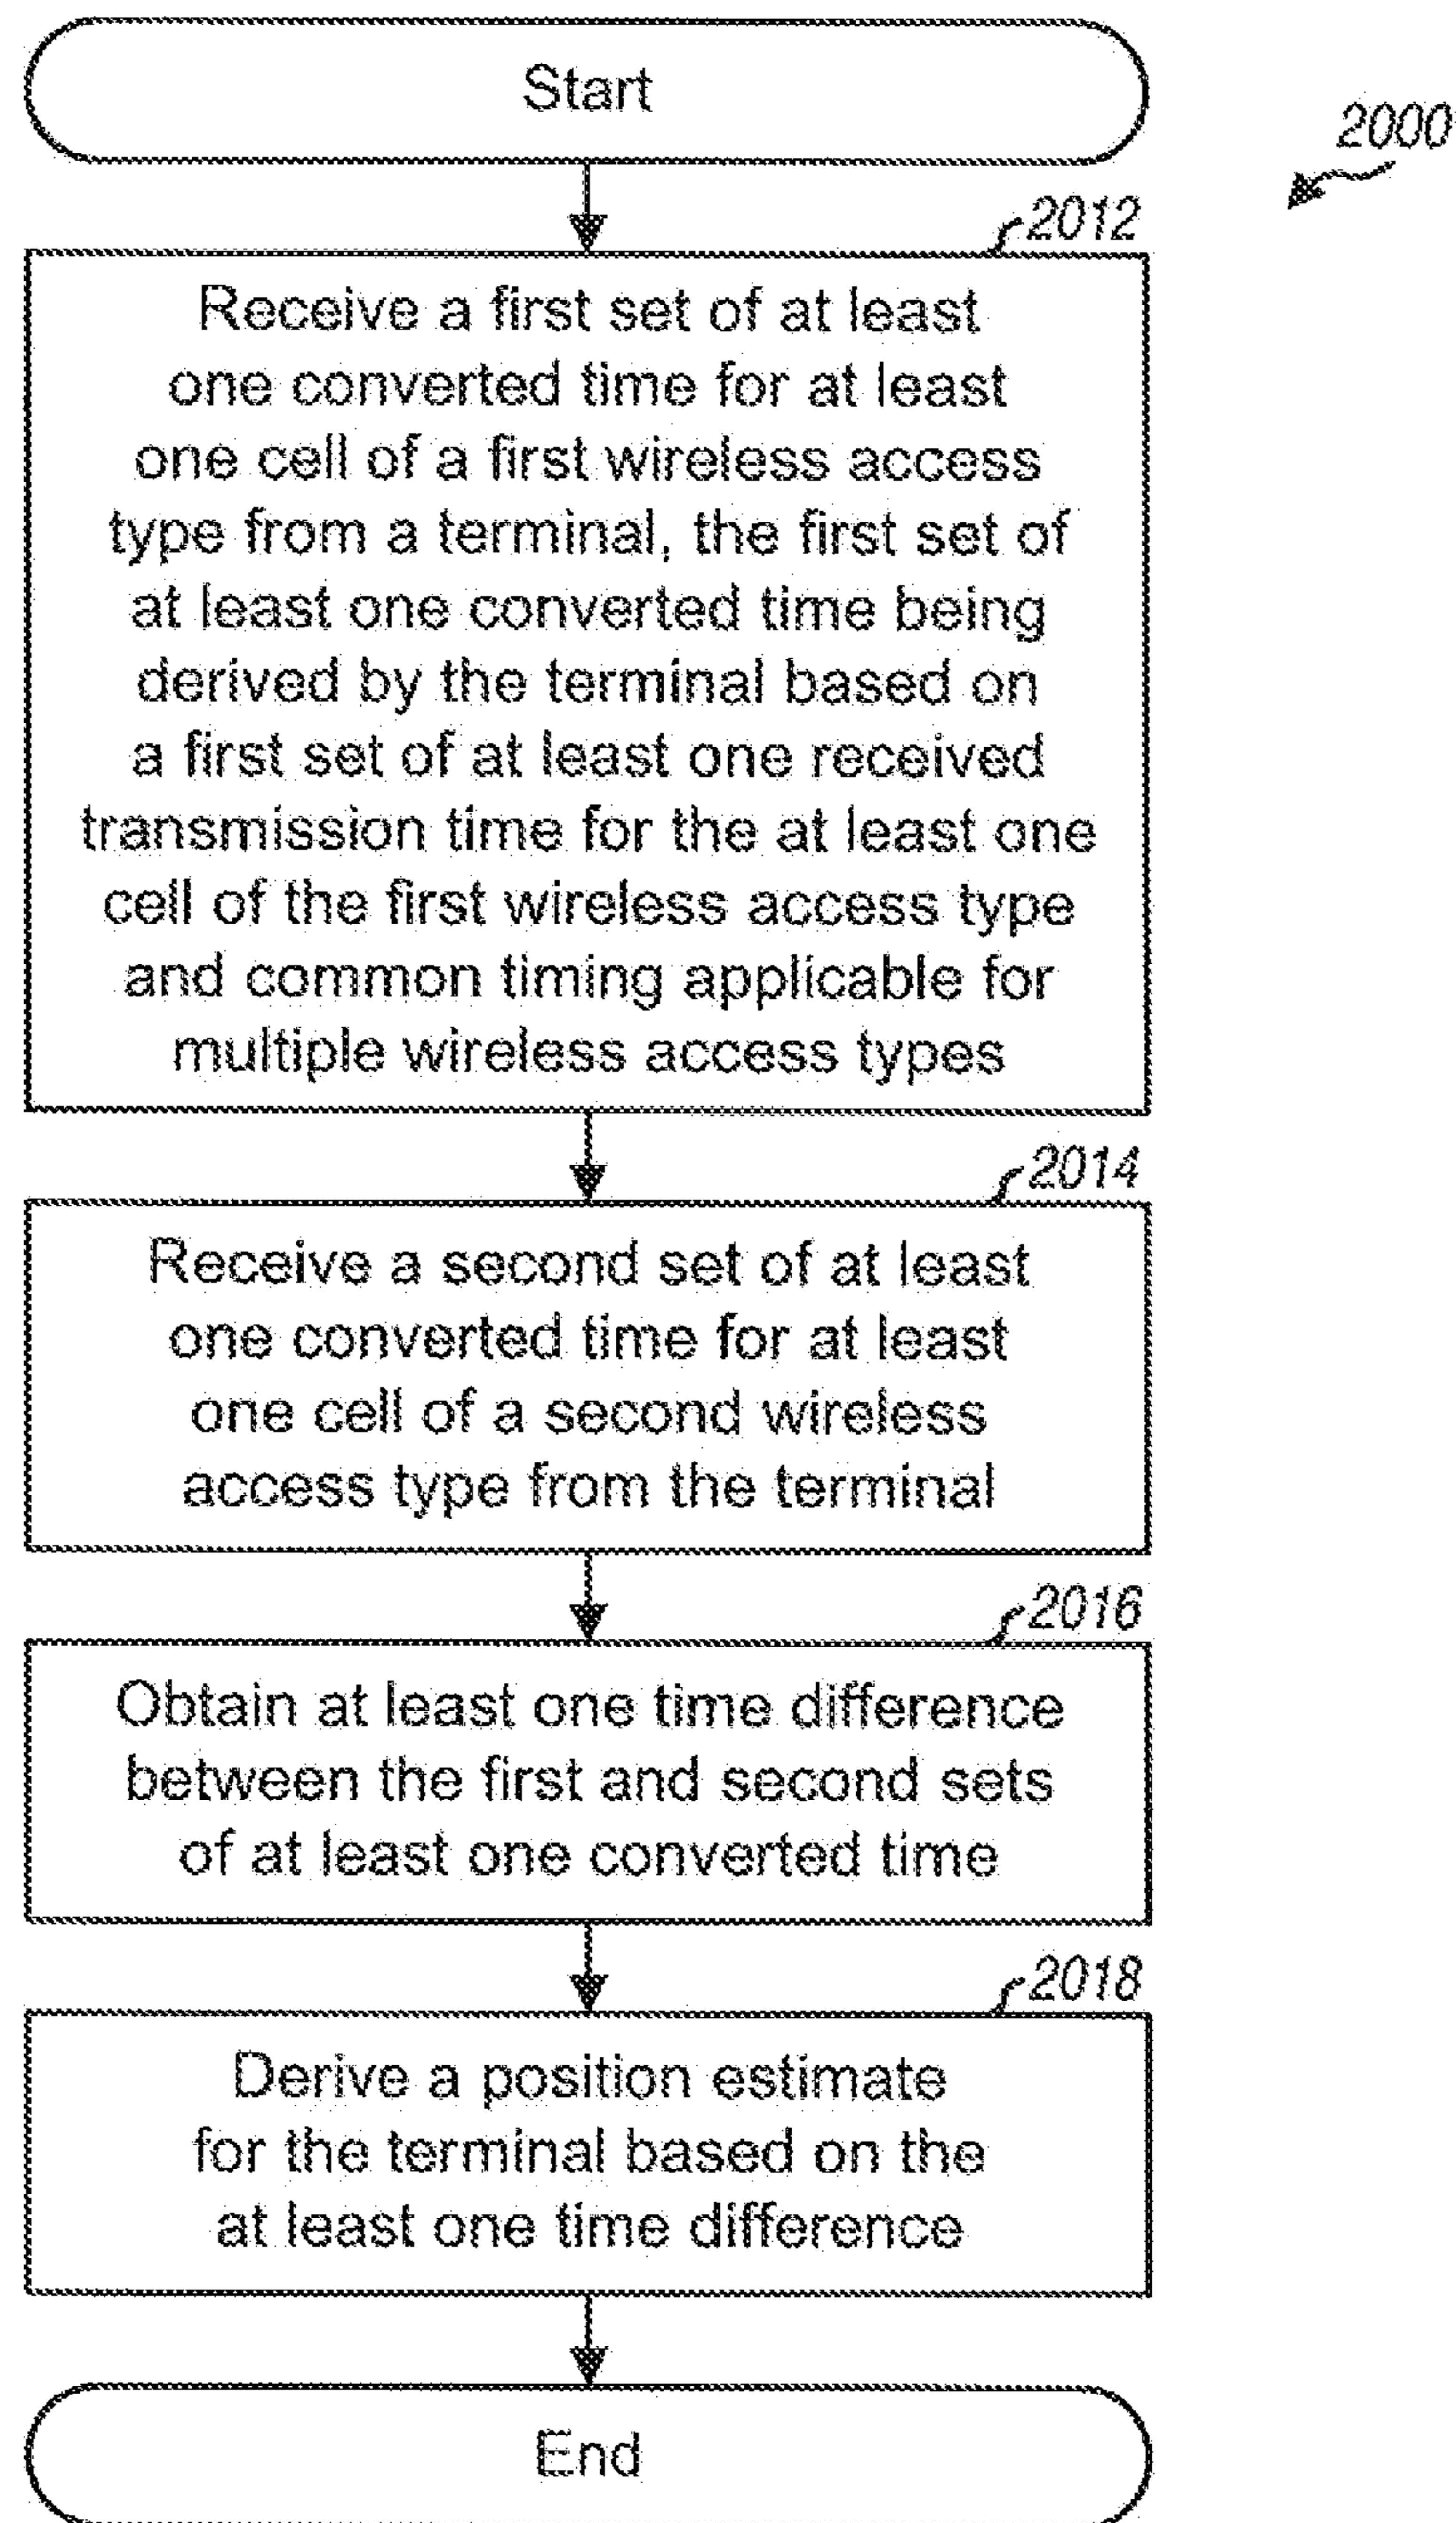 Start
2000
2012
Receive a first set of at least
one converted time for at least
one cell of a first wireless access
type from a terminal, the first set of
at least one converted time being
derived by the terminal based on
a first set of at least one received
transmission time for the at least one
cell of the first wireless access type
and common timing applicable for
multiple wireless access types
2014
Receive a second set of at least
one converted time for at least
one cell of a second wireless
access type from the terminal
2016
Obtain at least one time difference
between the first and second sets
of at least one converted time
2018
Derive a position estimate
for the terminal based on the
at least one time difference
End